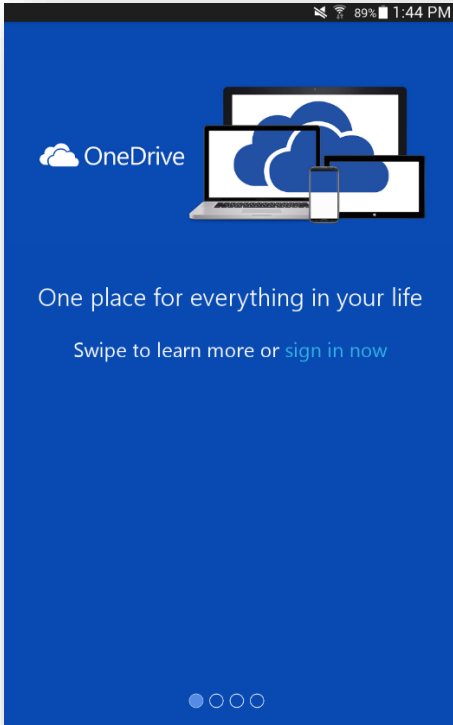 89% 1:44 PM
OneDrive
One place for everything in your life
Swipe to learn more or sign in now